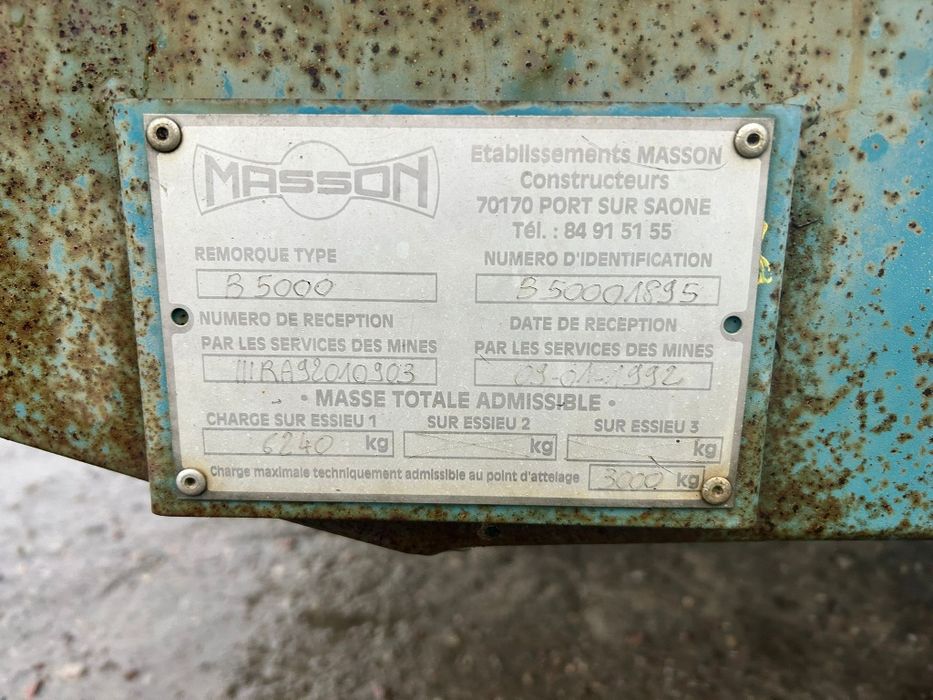 MASSON
Etablissements MASSON
Constructeurs
70170 PORT SUR SAONE
Tél. : 84 91 51 55
REMORQUE TYPE
B 5000
NUMERO D'IDENTIFICATION
B 50001895
NUMERO DE RECEPTION
PAR LES SERVICES DES MINES
IIIRA92010903
DATE DE RECEPTION
PAR LES SERVICES DES MINES
09-01-1992
• MASSE TOTALE ADMISSIBLE •
CHARGE SUR ESSIEU 1
6240 kg
SUR ESSIEU 2
kg
SUR ESSIEU 3
kg
Charge maximale techniquement admissible au point d'attelage 3000 kg